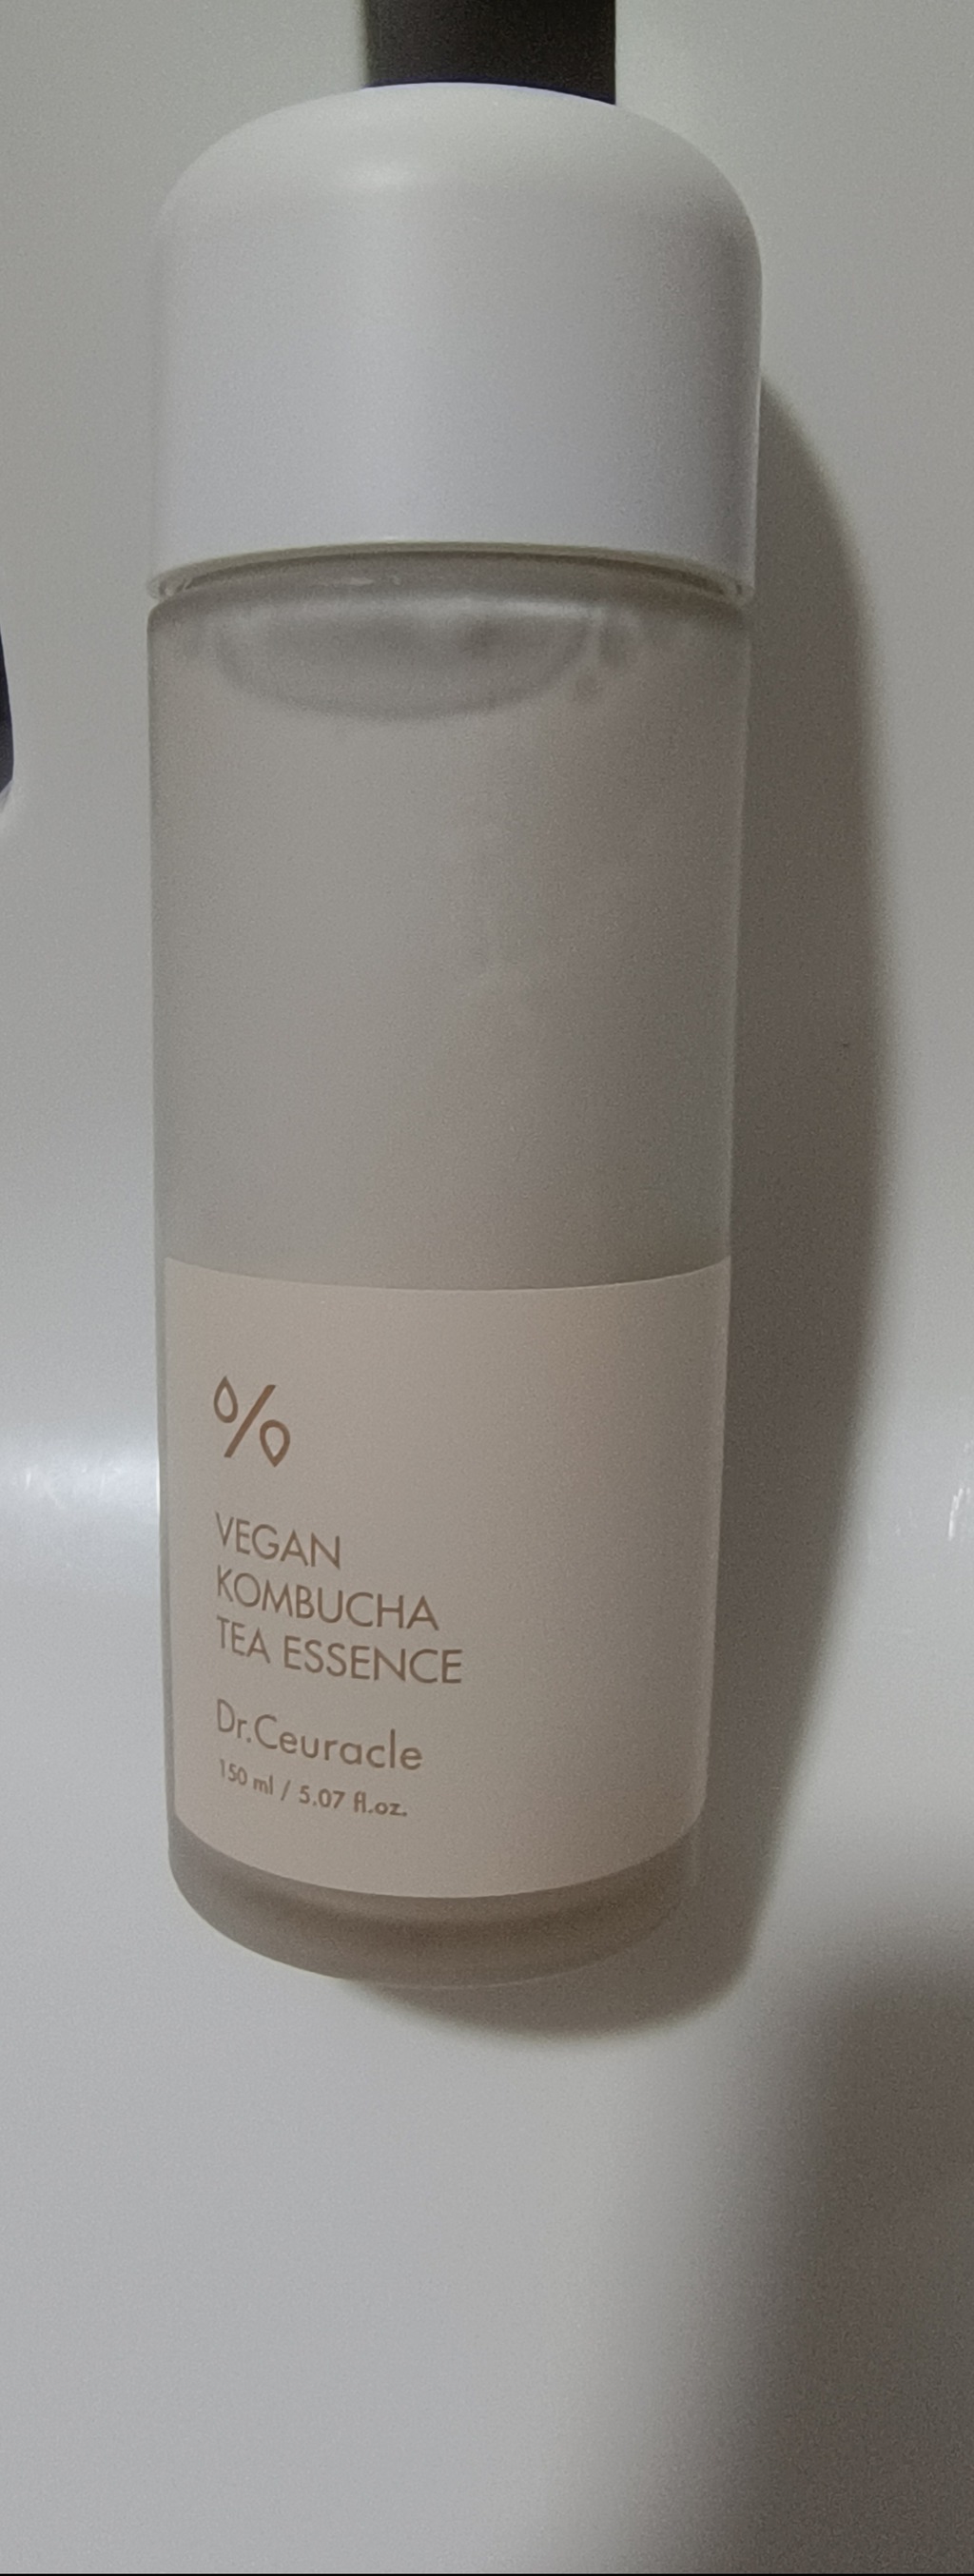 %
VEGAN
KOMBUCHA
TEA ESSENCE
Dr.Ceuracle
150 ml / 5.07 fl.oz.